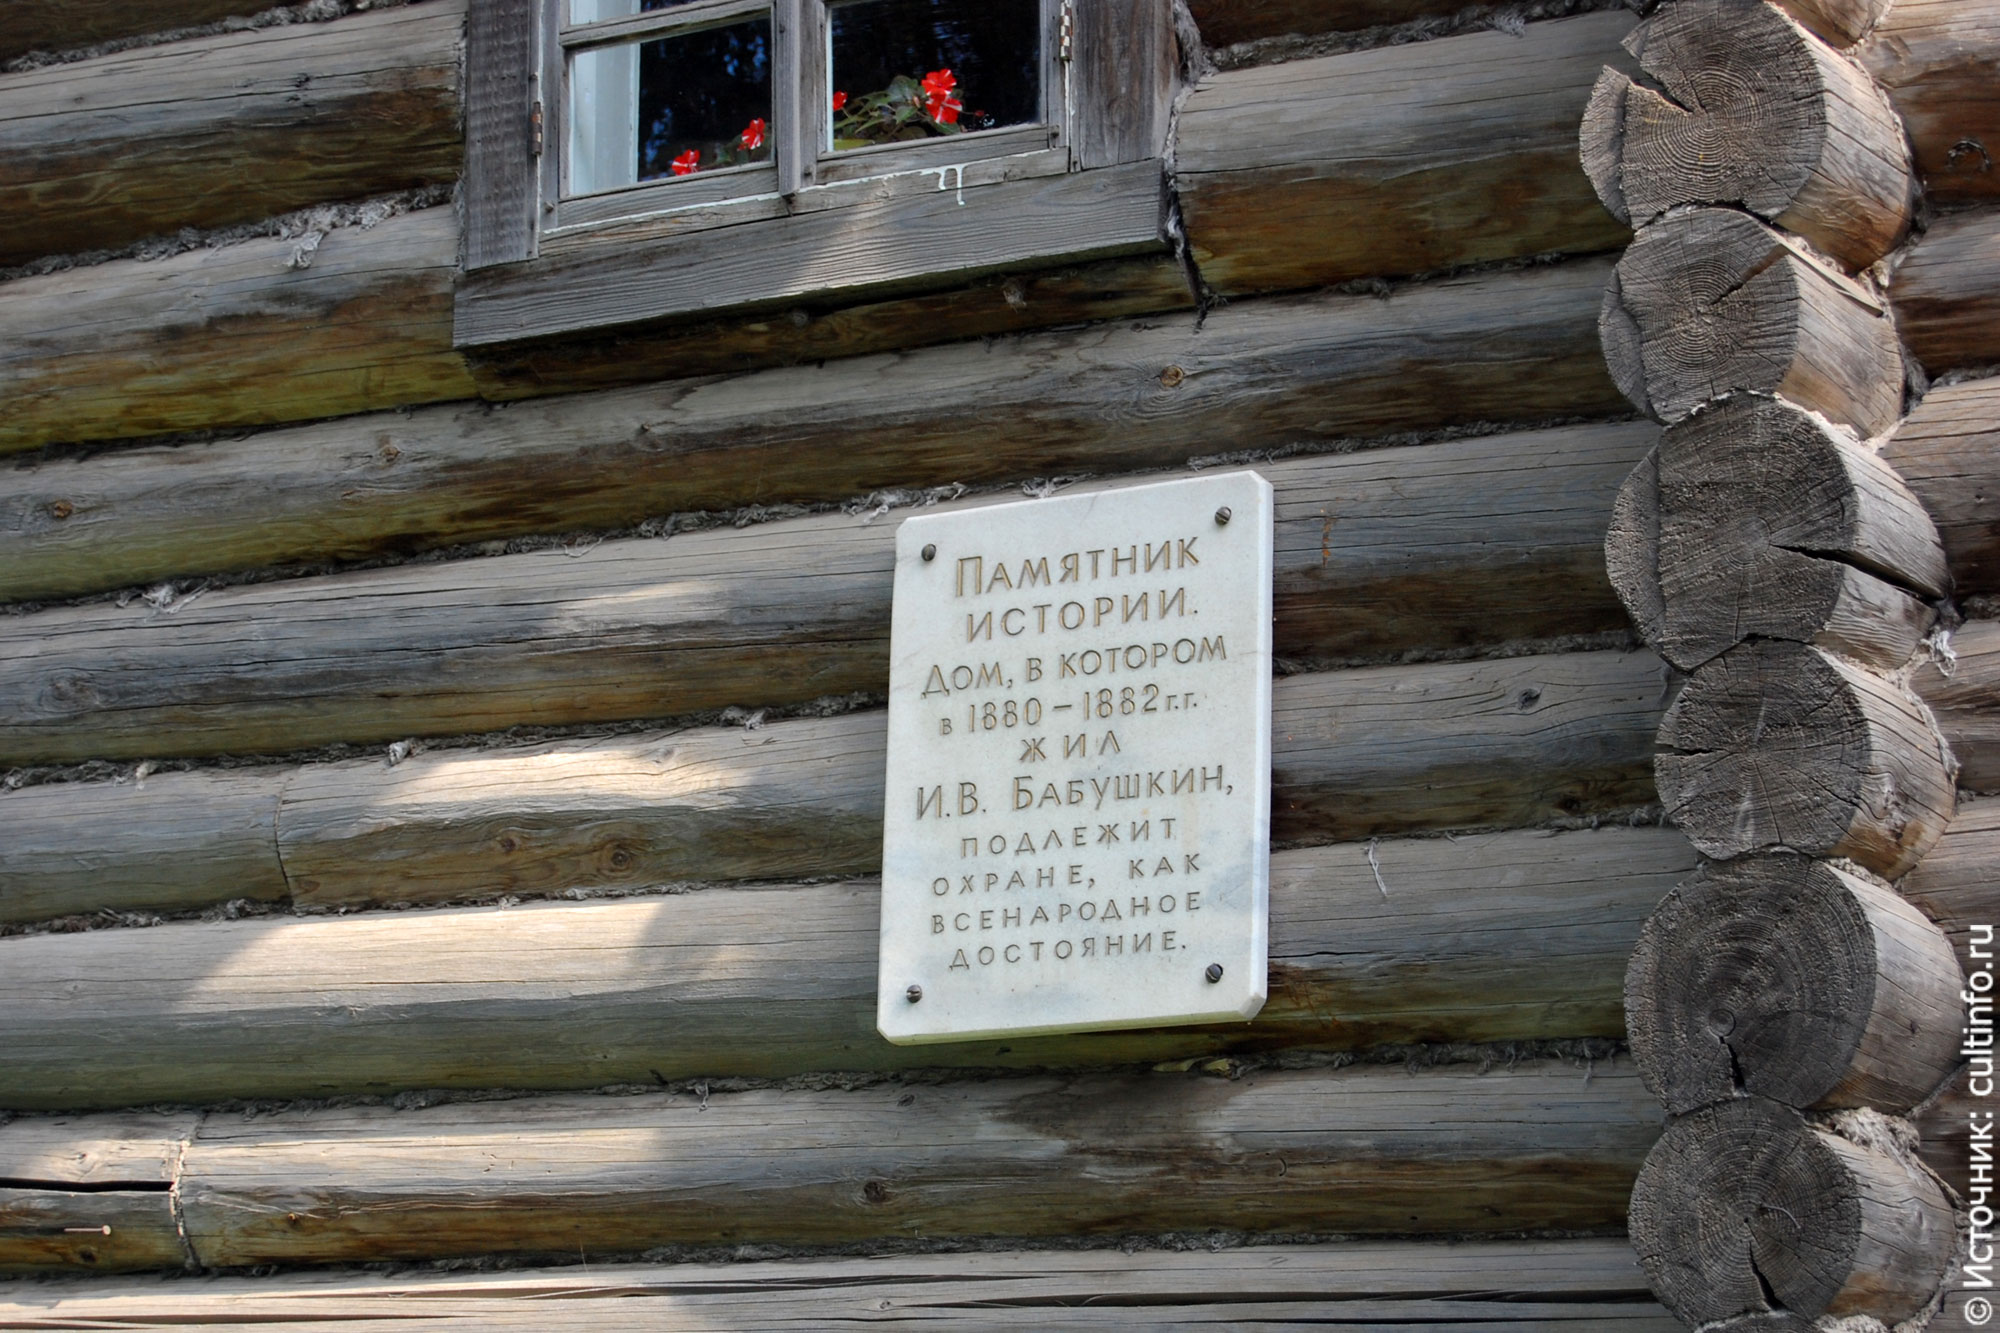 Памятник
истории.
Дом, в котором
в 1880–1882 г.г.
жил
И.В. Бабушкин,
подлежит
охране, как
всенародное
достояние.
© Источник: cultinfo.ru